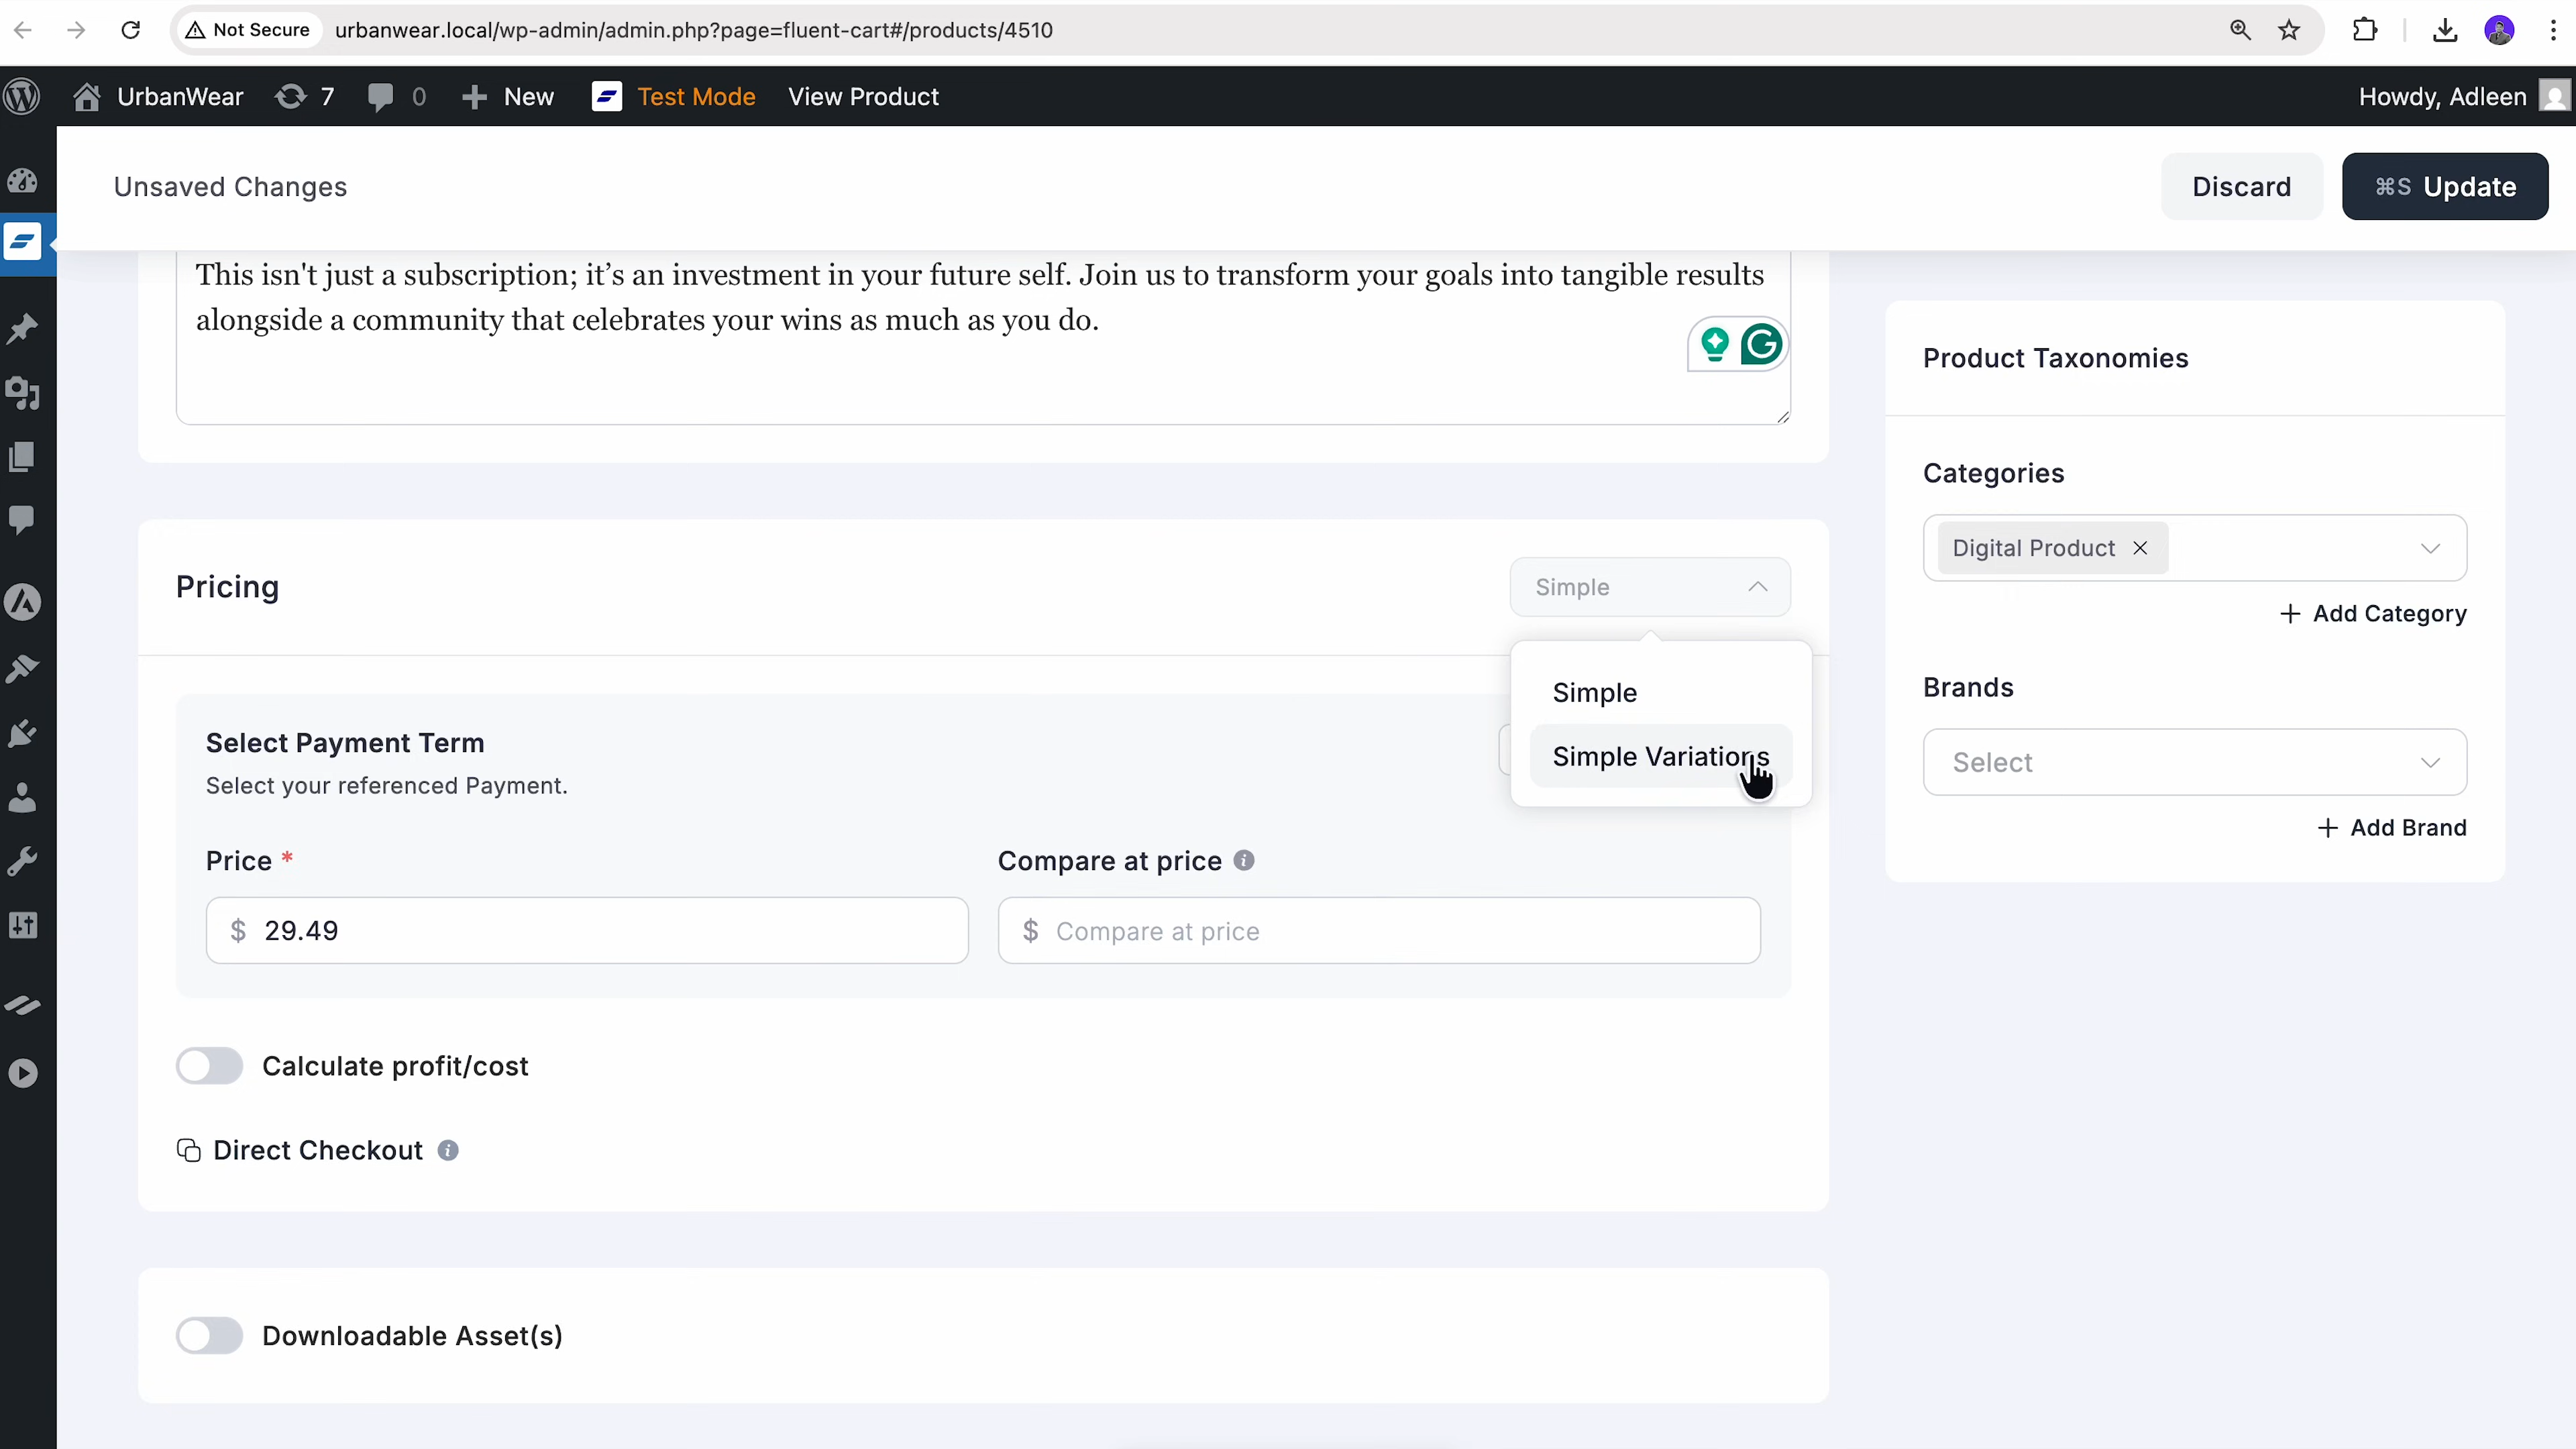 Not Secure
urbanwear.local/wp-admin/admin.php?page=fluent-cart#/products/4510
UrbanWear
7
0
New
Test Mode
View Product
Howdy, Adleen
Unsaved Changes
Discard
⌘S Update
This isn't just a subscription; it’s an investment in your future self. Join us to transform your goals into tangible results
alongside a community that celebrates your wins as much as you do.
Pricing
Simple
Simple
Simple Variations
Select Payment Term
Select your referenced Payment.
Price *
Compare at price
$ 29.49
$ Compare at price
Calculate profit/cost
Direct Checkout
Downloadable Asset(s)
Product Taxonomies
Categories
Digital Product
Add Category
Brands
Select
Add Brand